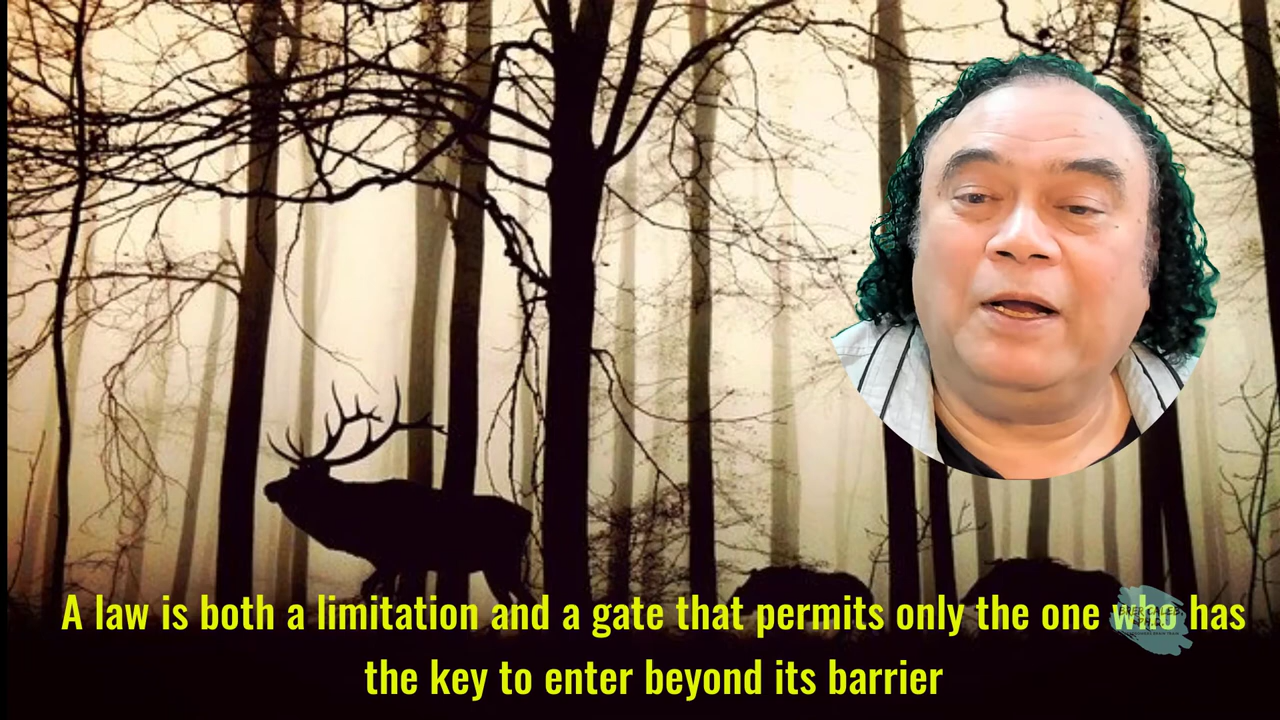 A law is both a limitation and a gate that permits only the one who has
the key to enter beyond its barrier